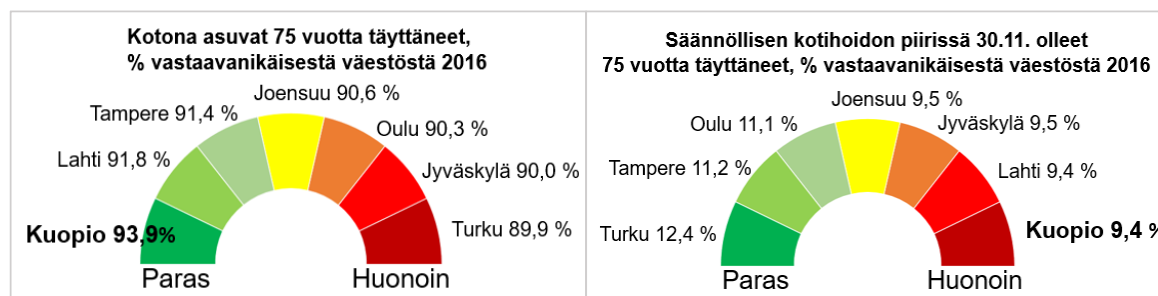 Kotona asuvat 75 vuotta täyttäneet,
% vastaavanikäisestä väestöstä 2016
Joensuu 90,6 %
Tampere 91,4 %
Oulu 90,3 %
Lahti 91,8 %
Jyväskylä 90,0 %
Kuopio 93,9%
Turku 89,9 %
Paras
Huonoin
Säännöllisen kotihoidon piirissä 30.11. olleet
75 vuotta täyttäneet, % vastaavanikäisestä väestöstä 2016
Joensuu 9,5 %
Oulu 11,1 %
Jyväskylä 9,5 %
Tampere 11,2 %
Lahti 9,4 %
Turku 12,4 %
Kuopio 9,4 %
Paras
Huonoin